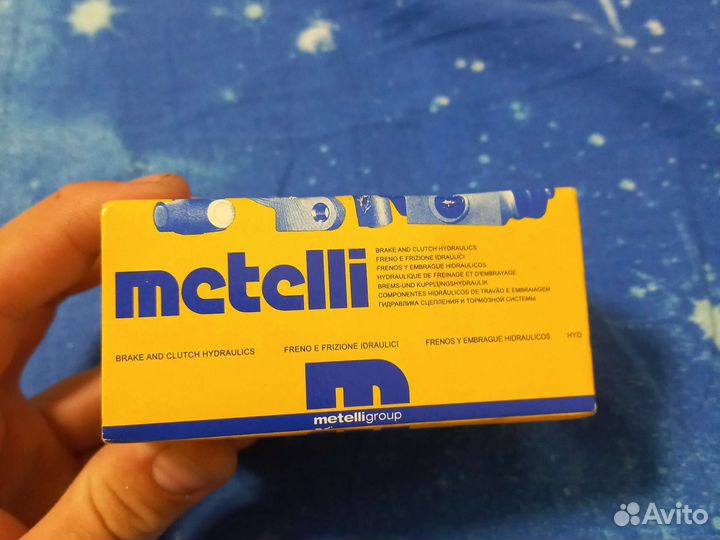 metelli
BRAKE AND CLUTCH HYDRAULICS
FRENO E FRIZIONE IDRAULICI
FRENOS Y EMBRAGUE HIDRAULICOS
HYDRAULIQUE DE FREINAGE ET D'EMBRAYAGE
BREMS-UND KUPPLUNGSHYDRAULIK
COMPONENTES HIDRÁULICOS DE TRAVÃO E EMBRAIAGEM
ГИДРАВЛИКА СЦЕПЛЕНИЯ И ТОРМОЗНОЙ СИСТЕМЫ
BRAKE AND CLUTCH HYDRAULICS FRENO E FRIZIONE IDRAULICI FRENOS Y EMBRAGUE HIDRAULICOS HYD
m
metelligroup
Avito